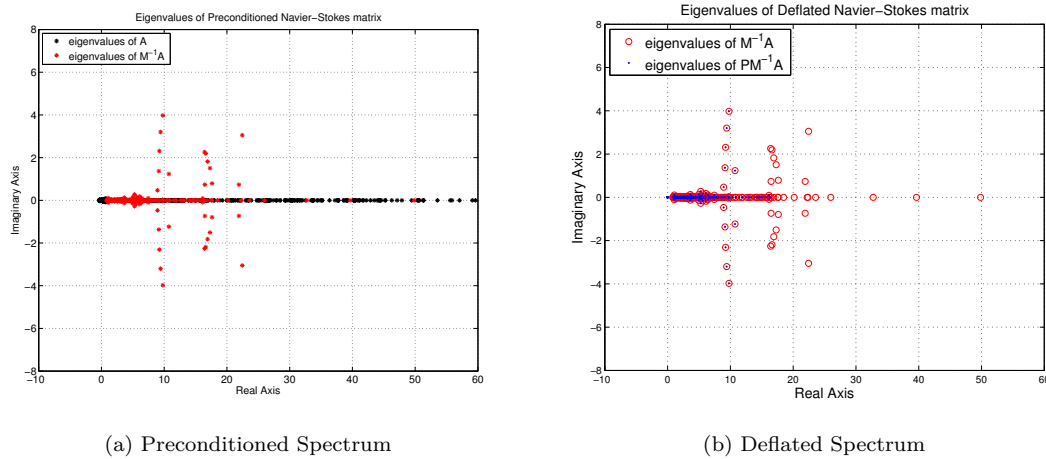 Eigenvalues of Preconditioned Navier−Stokes matrix
8
6
4
2
0
−2
−4
−6
−8
Imaginary Axis
eigenvalues of A
eigenvalues of M⁻¹A
−10 0 10 20 30 40 50 60
Real Axis
(a) Preconditioned Spectrum
Eigenvalues of Deflated Navier−Stokes matrix
8
6
4
2
0
−2
−4
−6
−8
Imaginary Axis
eigenvalues of M⁻¹A
eigenvalues of PM⁻¹A
−10 0 10 20 30 40 50 60
Real Axis
(b) Deflated Spectrum